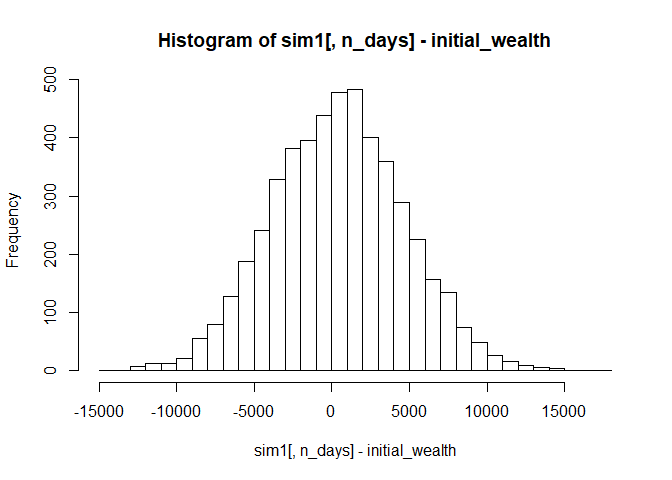 Histogram of sim1[, n_days] - initial_wealth
Frequency
500
400
300
200
100
0
-15000 -10000 -5000 0 5000 10000 15000
sim1[, n_days] - initial_wealth